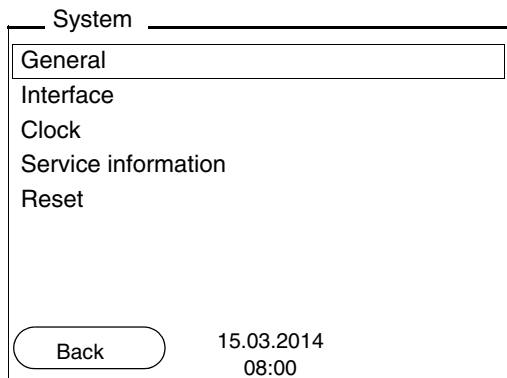 System
General
Interface
Clock
Service information
Reset
Back
15.03.2014
08:00